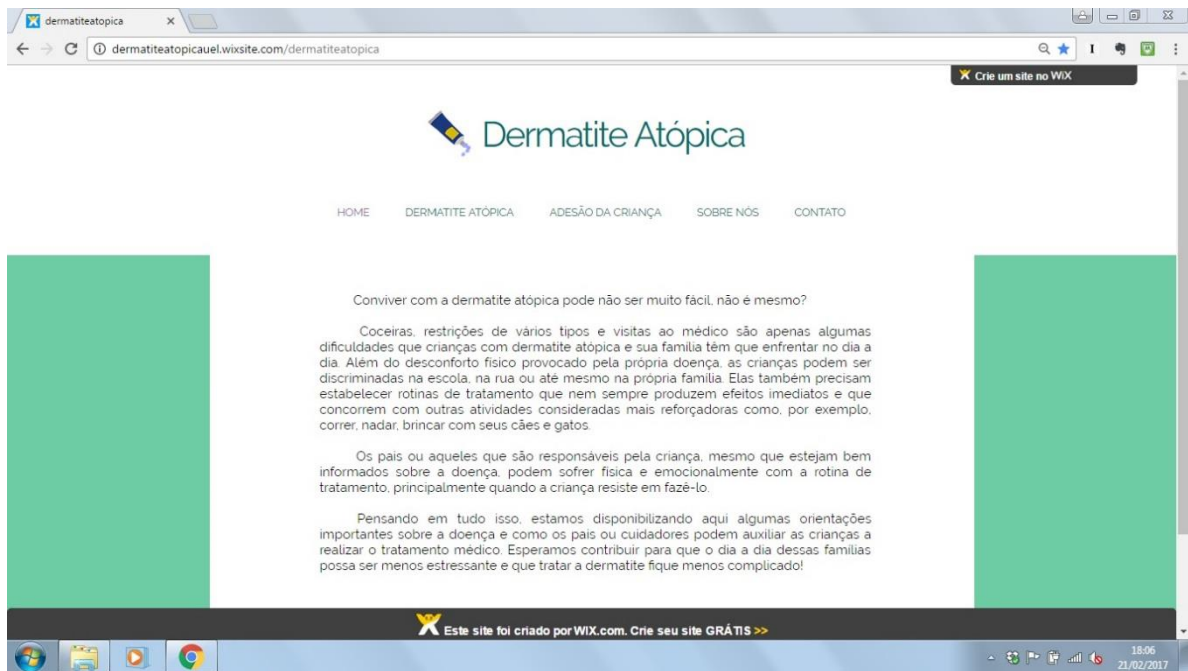 dermatiteatopica
dermatiteatopicauel.wixsite.com/dermatiteatopica
Crie um site no WiX
Dermatite Atópica
HOME DERMATITE ATÓPICA ADESÃO DA CRIANÇA SOBRE NÓS CONTATO
Conviver com a dermatite atópica pode não ser muito fácil, não é mesmo?
Coceiras, restrições de vários tipos e visitas ao médico são apenas algumas
dificuldades que crianças com dermatite atópica e sua família têm que enfrentar no dia a
dia. Além do desconforto físico provocado pela própria doença, as crianças podem ser
discriminadas na escola, na rua ou até mesmo na própria família. Elas também precisam
estabelecer rotinas de tratamento que nem sempre produzem efeitos imediatos e que
concorrem com outras atividades consideradas mais reforçadoras como, por exemplo,
correr, nadar, brincar com seus cães e gatos.
Os pais ou aqueles que são responsáveis pela criança, mesmo que estejam bem
informados sobre a doença, podem sofrer física e emocionalmente com a rotina de
tratamento, principalmente quando a criança resiste em fazê-lo.
Pensando em tudo isso, estamos disponibilizando aqui algumas orientações
importantes sobre a doença e como os pais ou cuidadores podem auxiliar as crianças a
realizar o tratamento médico. Esperamos contribuir para que o dia a dia dessas famílias
possa ser menos estressante e que tratar a dermatite fique menos complicado!
Este site foi criado por WIX.com. Crie seu site GRÁTIS >>
18:06
21/02/2017